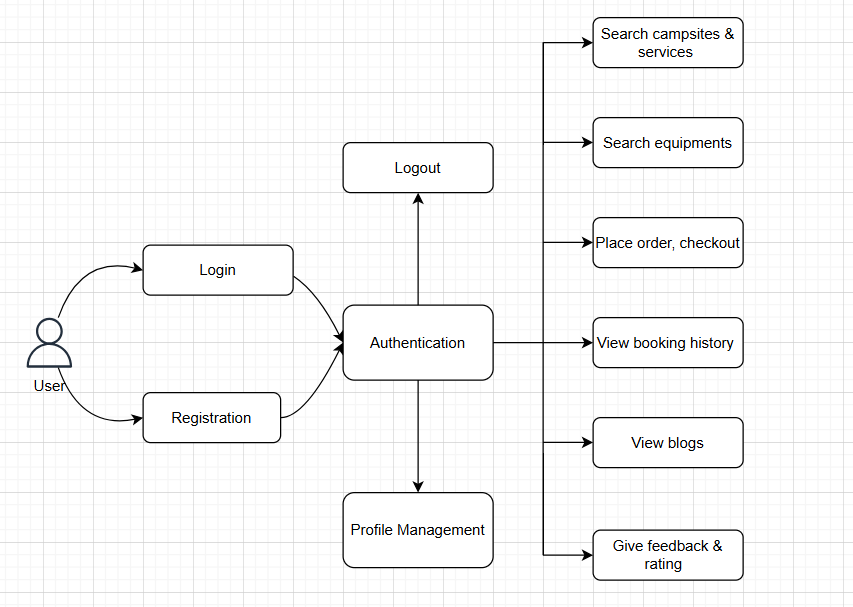 Search campsites &
services
Search equipments
Logout
Place order, checkout
Login
Authentication
View booking history
User
Registration
View blogs
Profile Management
Give feedback &
rating